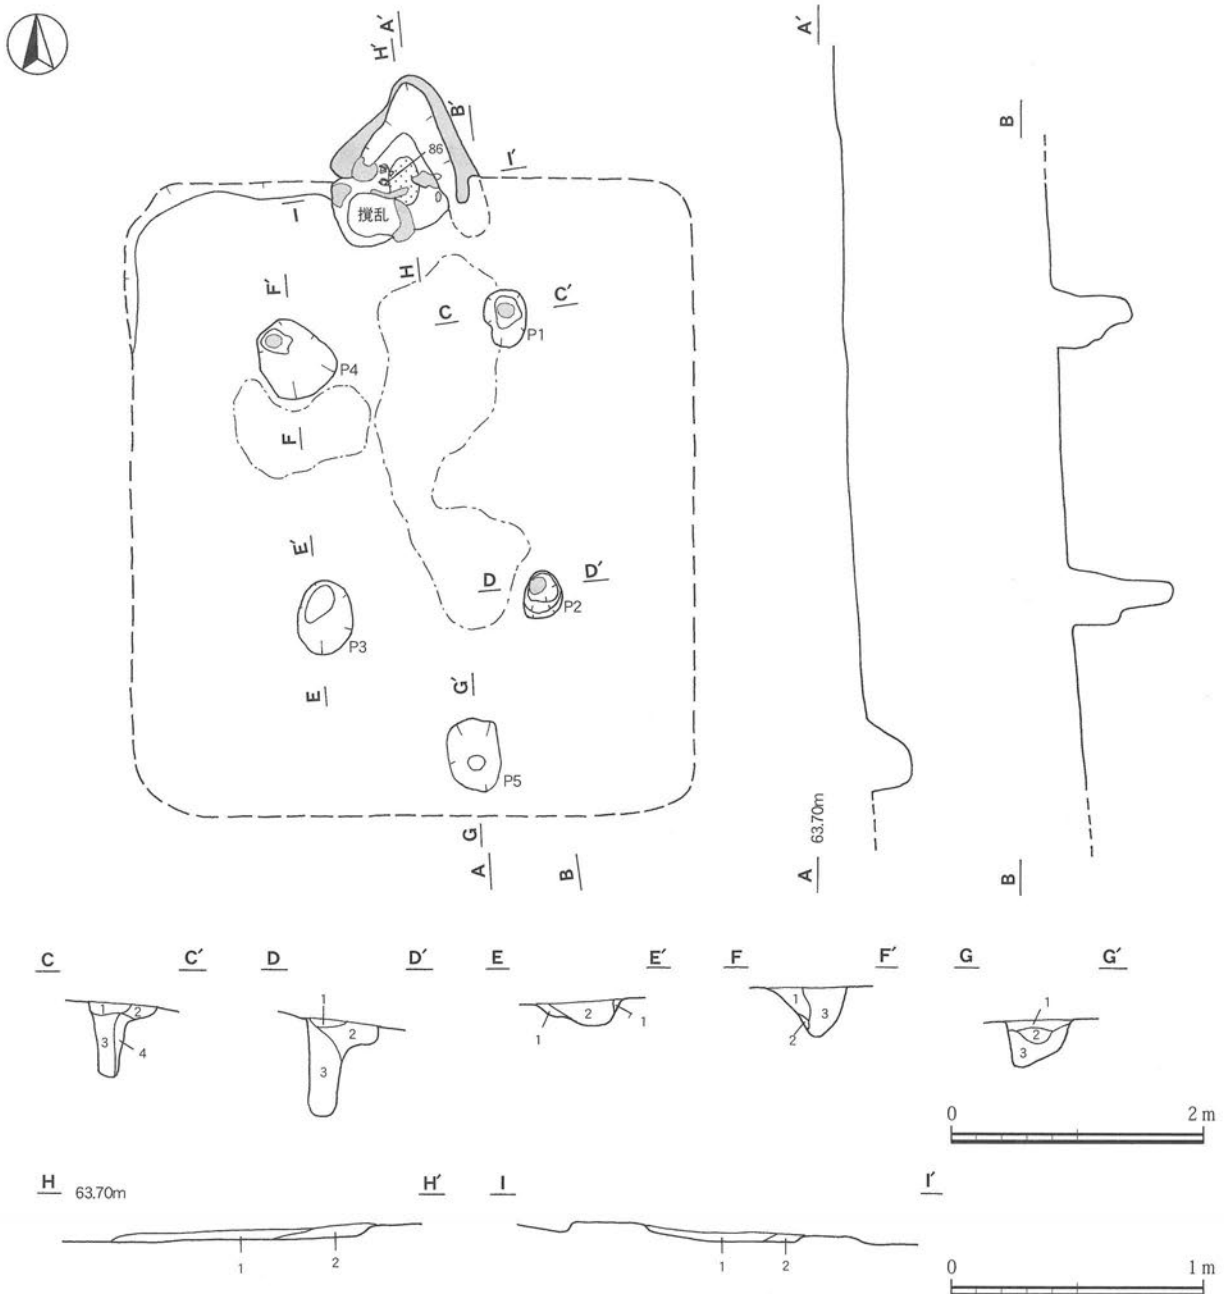 A′
H′
B′
86
I′
I
攪乱
H
F′
C
C′
P1
P4
F
E′
D
D′
P2
P3
E
G′
P5
G
A
B
A′
B
63.70m
A
B
C C′ D D′ E E′ F F′ G G′
1 2 3 4
1 2 3
1 2 1
1 2 3
1 2 3
0 2 m
H 63.70m H′ I I′
1 2 1 2
0 1 m